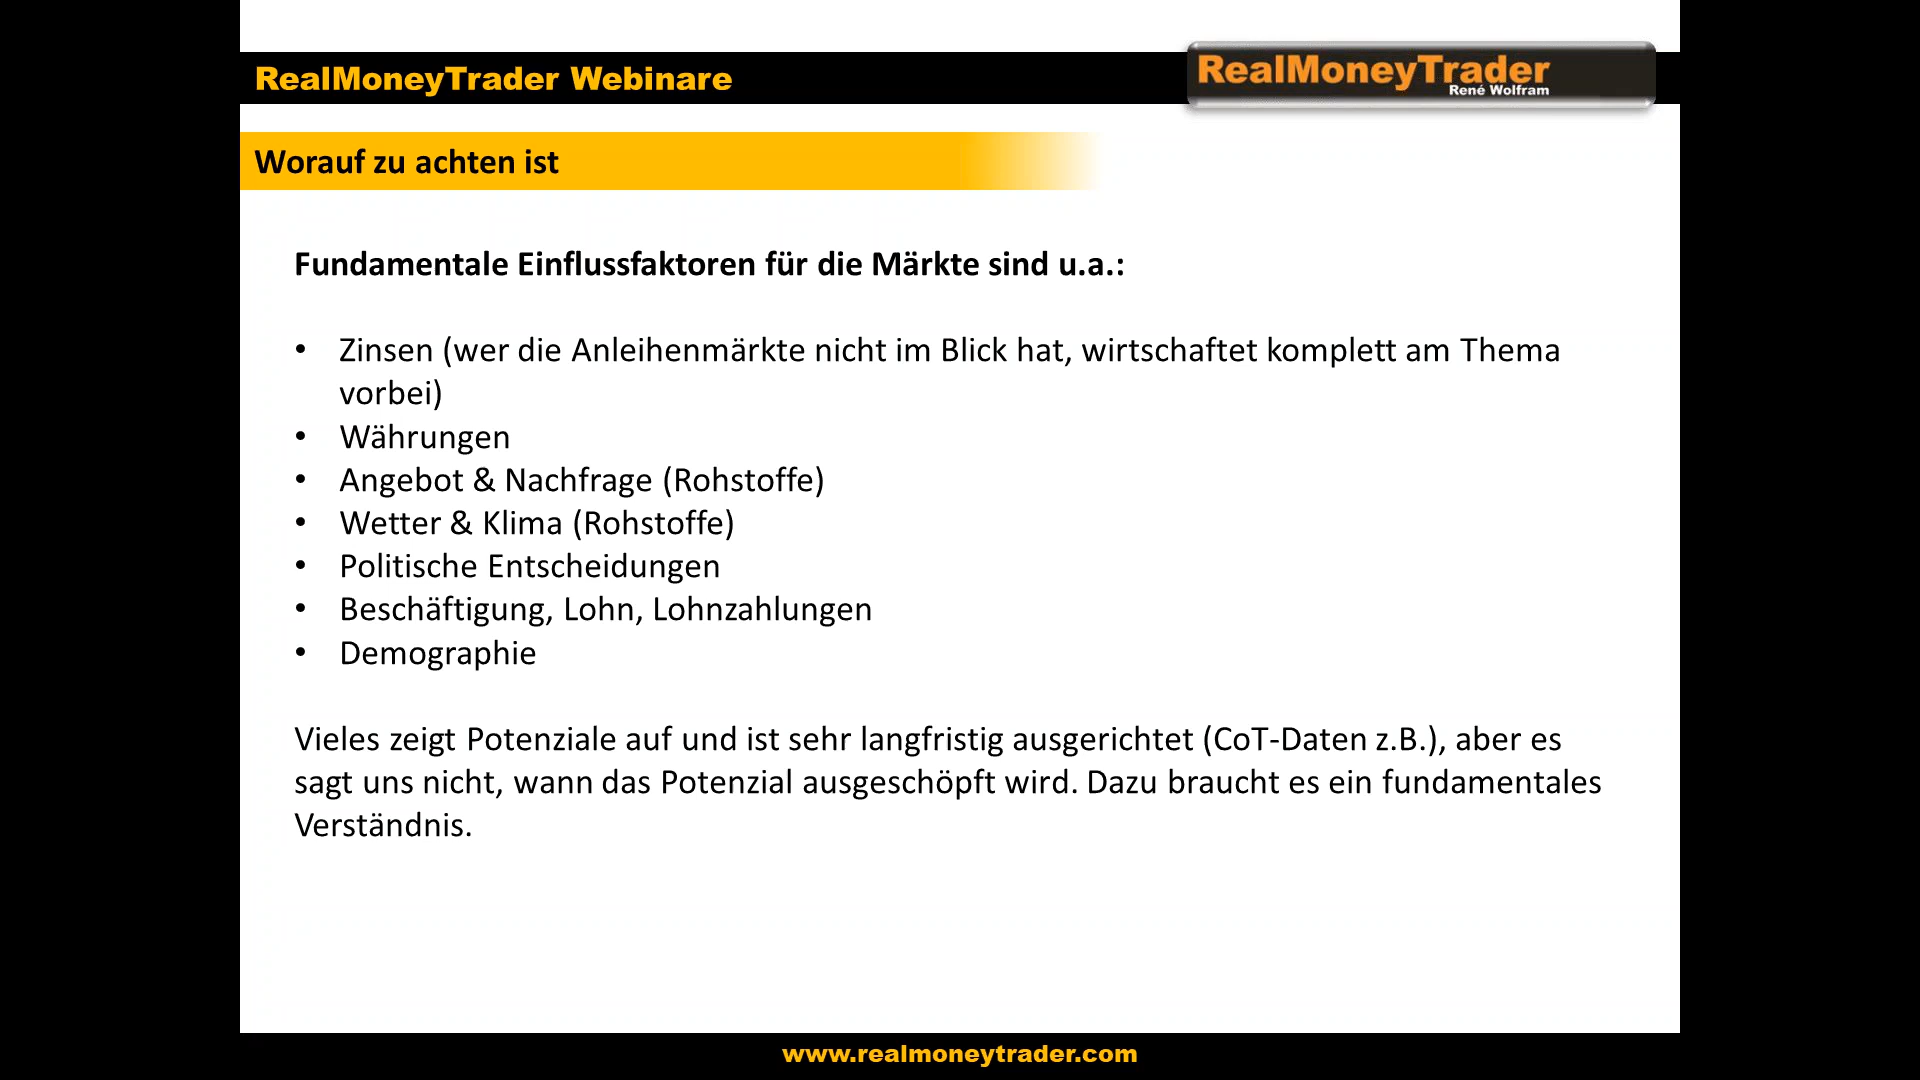 RealMoneyTrader Webinare
RealMoneyTrader
René Wolfram
Worauf zu achten ist
Fundamentale Einflussfaktoren für die Märkte sind u.a.:
• Zinsen (wer die Anleihenmärkte nicht im Blick hat, wirtschaftet komplett am Thema
vorbei)
• Währungen
• Angebot & Nachfrage (Rohstoffe)
• Wetter & Klima (Rohstoffe)
• Politische Entscheidungen
• Beschäftigung, Lohn, Lohnzahlungen
• Demographie
Vieles zeigt Potenziale auf und ist sehr langfristig ausgerichtet (CoT-Daten z.B.), aber es
sagt uns nicht, wann das Potenzial ausgeschöpft wird. Dazu braucht es ein fundamentales
Verständnis.
www.realmoneytrader.com